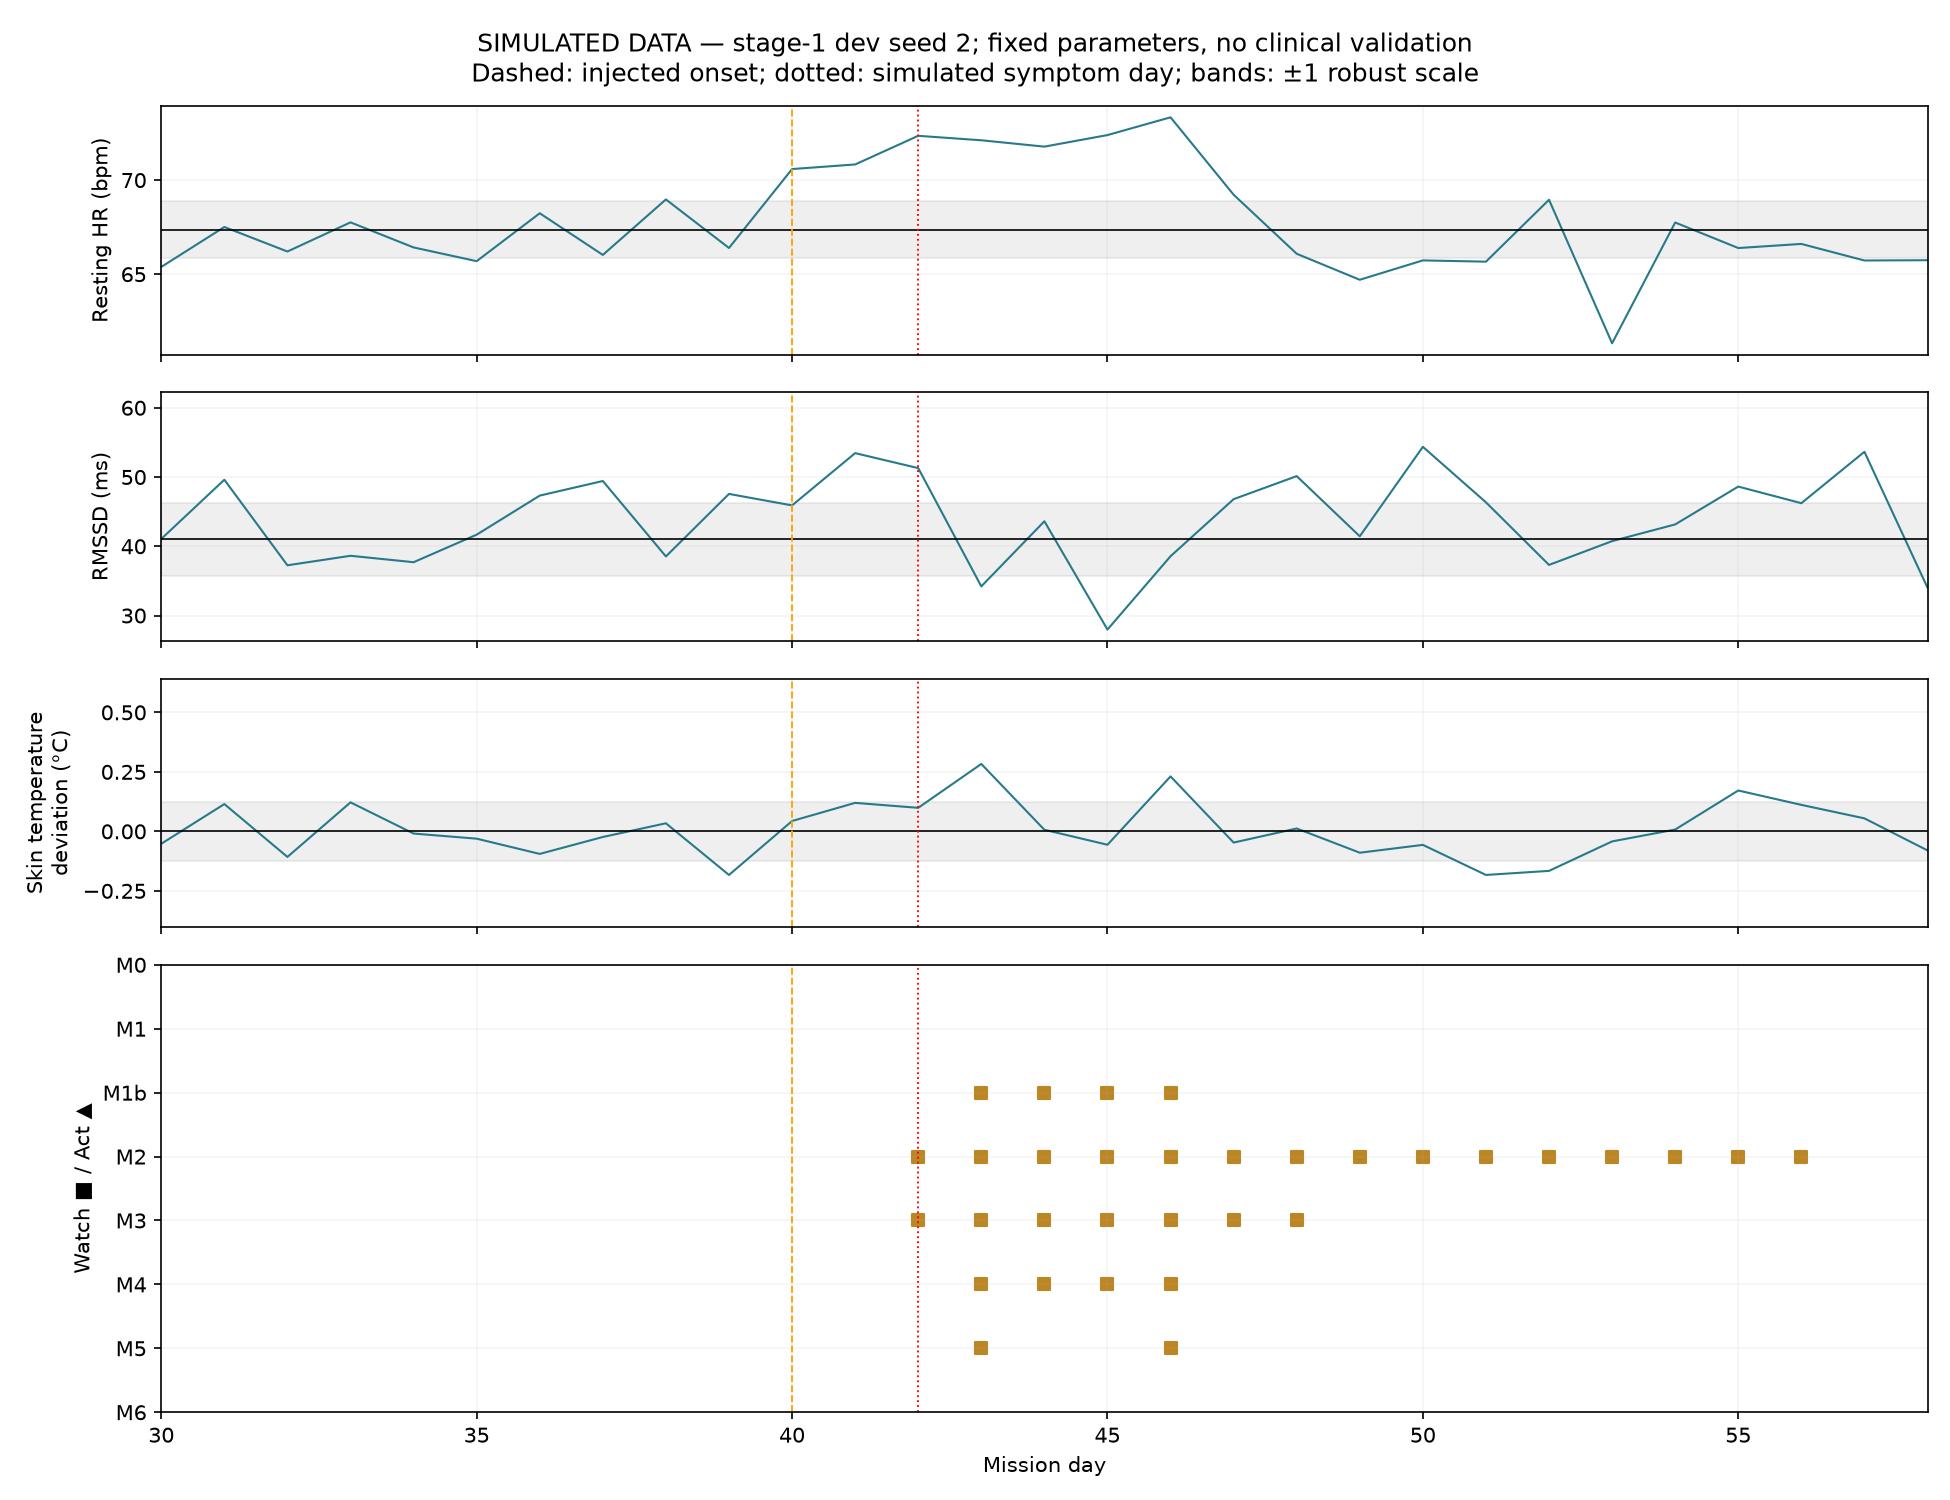 SIMULATED DATA — stage-1 dev seed 2; fixed parameters, no clinical validation
Dashed: injected onset; dotted: simulated symptom day; bands: ±1 robust scale
Resting HR (bpm)
70
65
RMSSD (ms)
60
50
40
30
Skin temperature
deviation (°C)
0.50
0.25
0.00
−0.25
Watch ■ / Act ▲
M0
M1
M1b
M2
M3
M4
M5
M6
30 35 40 45 50 55
Mission day